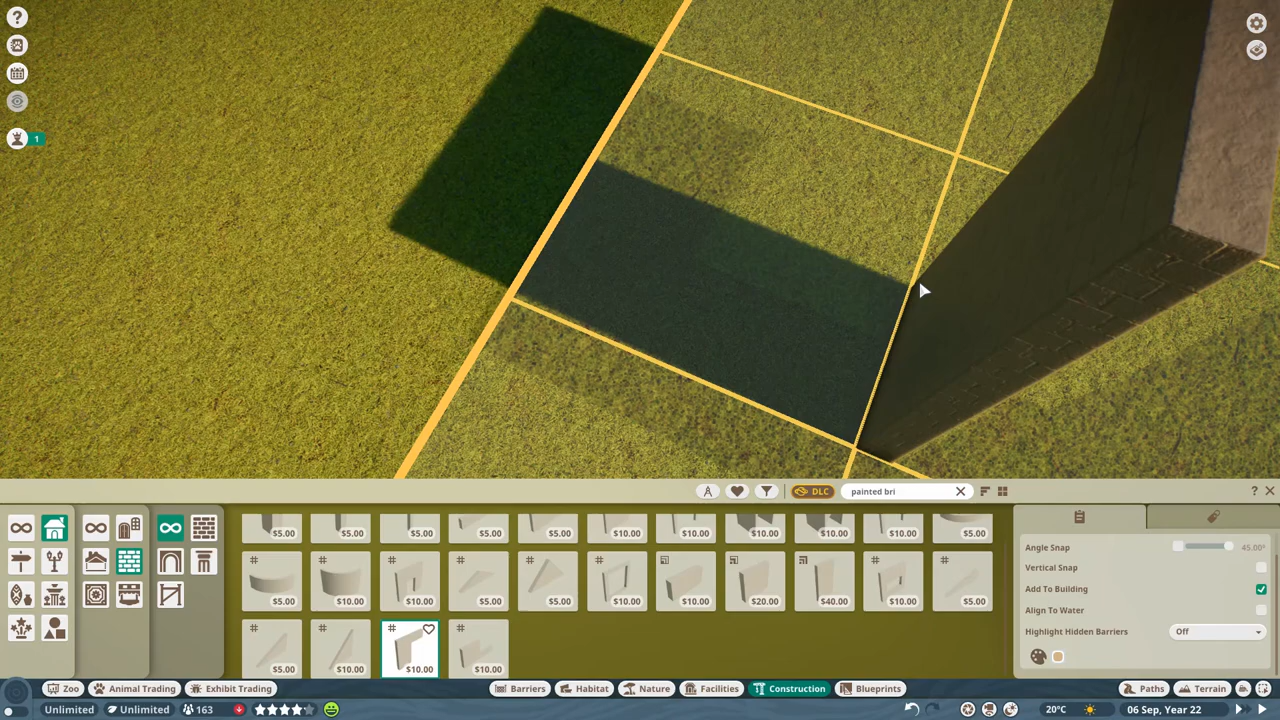 ?
1
DLC
painted bri
?
$5.00 $5.00 $5.00 $5.00 $5.00 $10.00 $10.00 $10.00 $10.00 $10.00 $5.00
$5.00 $10.00 $10.00 $5.00 $5.00 $10.00 $10.00 $20.00 $40.00 $10.00 $5.00
$5.00 $10.00 $10.00 $10.00
Angle Snap 45.00°
Vertical Snap
Add To Building
Align To Water
Highlight Hidden Barriers Off
Zoo Animal Trading Exhibit Trading Barriers Habitat Nature Facilities Construction Blueprints Paths Terrain
Unlimited Unlimited 163 20°C 06 Sep, Year 22